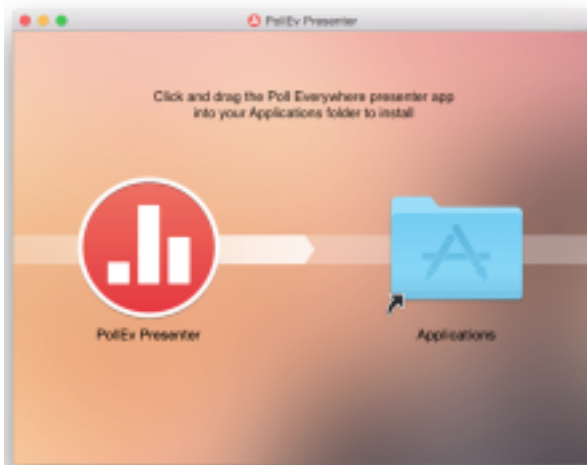 PollEv Presenter
Click and drag the Poll Everywhere presenter app
into your Applications folder to install
PollEv Presenter
Applications